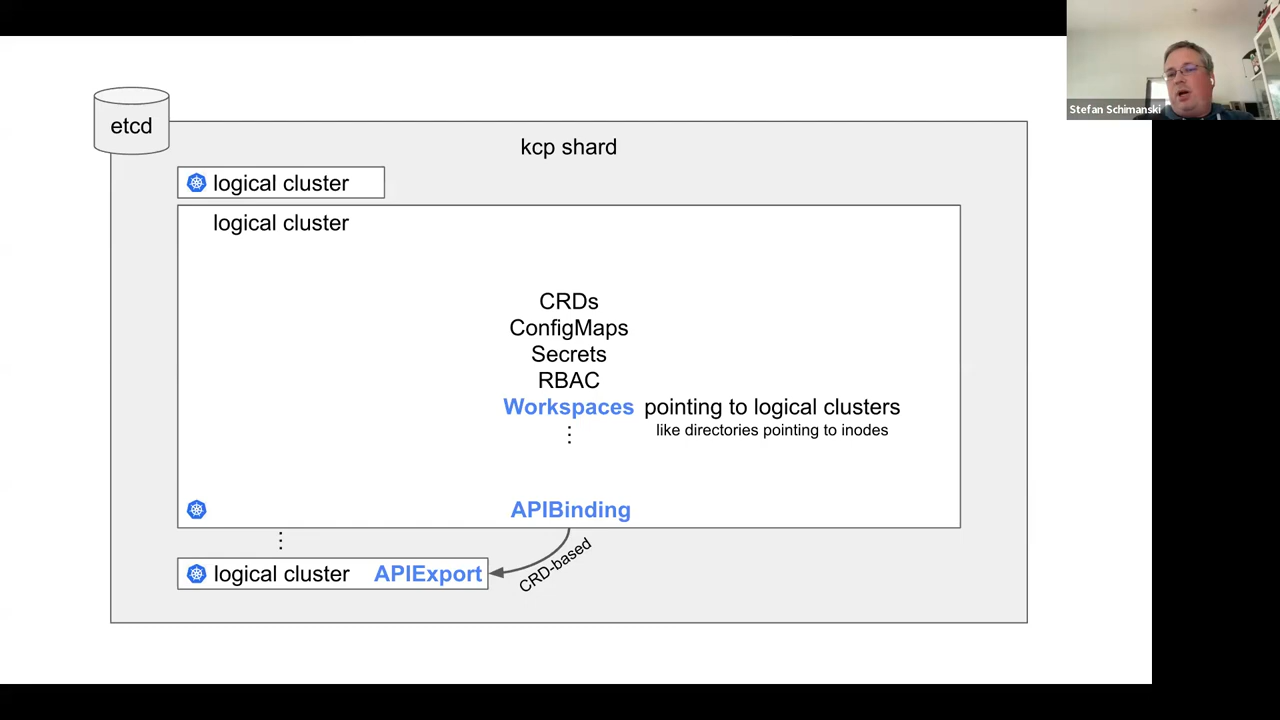 Stefan Schimanski
etcd
kcp shard
logical cluster
logical cluster
CRDs
ConfigMaps
Secrets
RBAC
Workspaces pointing to logical clusters
like directories pointing to inodes
⋮
APIBinding
⋮
CRD-based
logical cluster APIExport